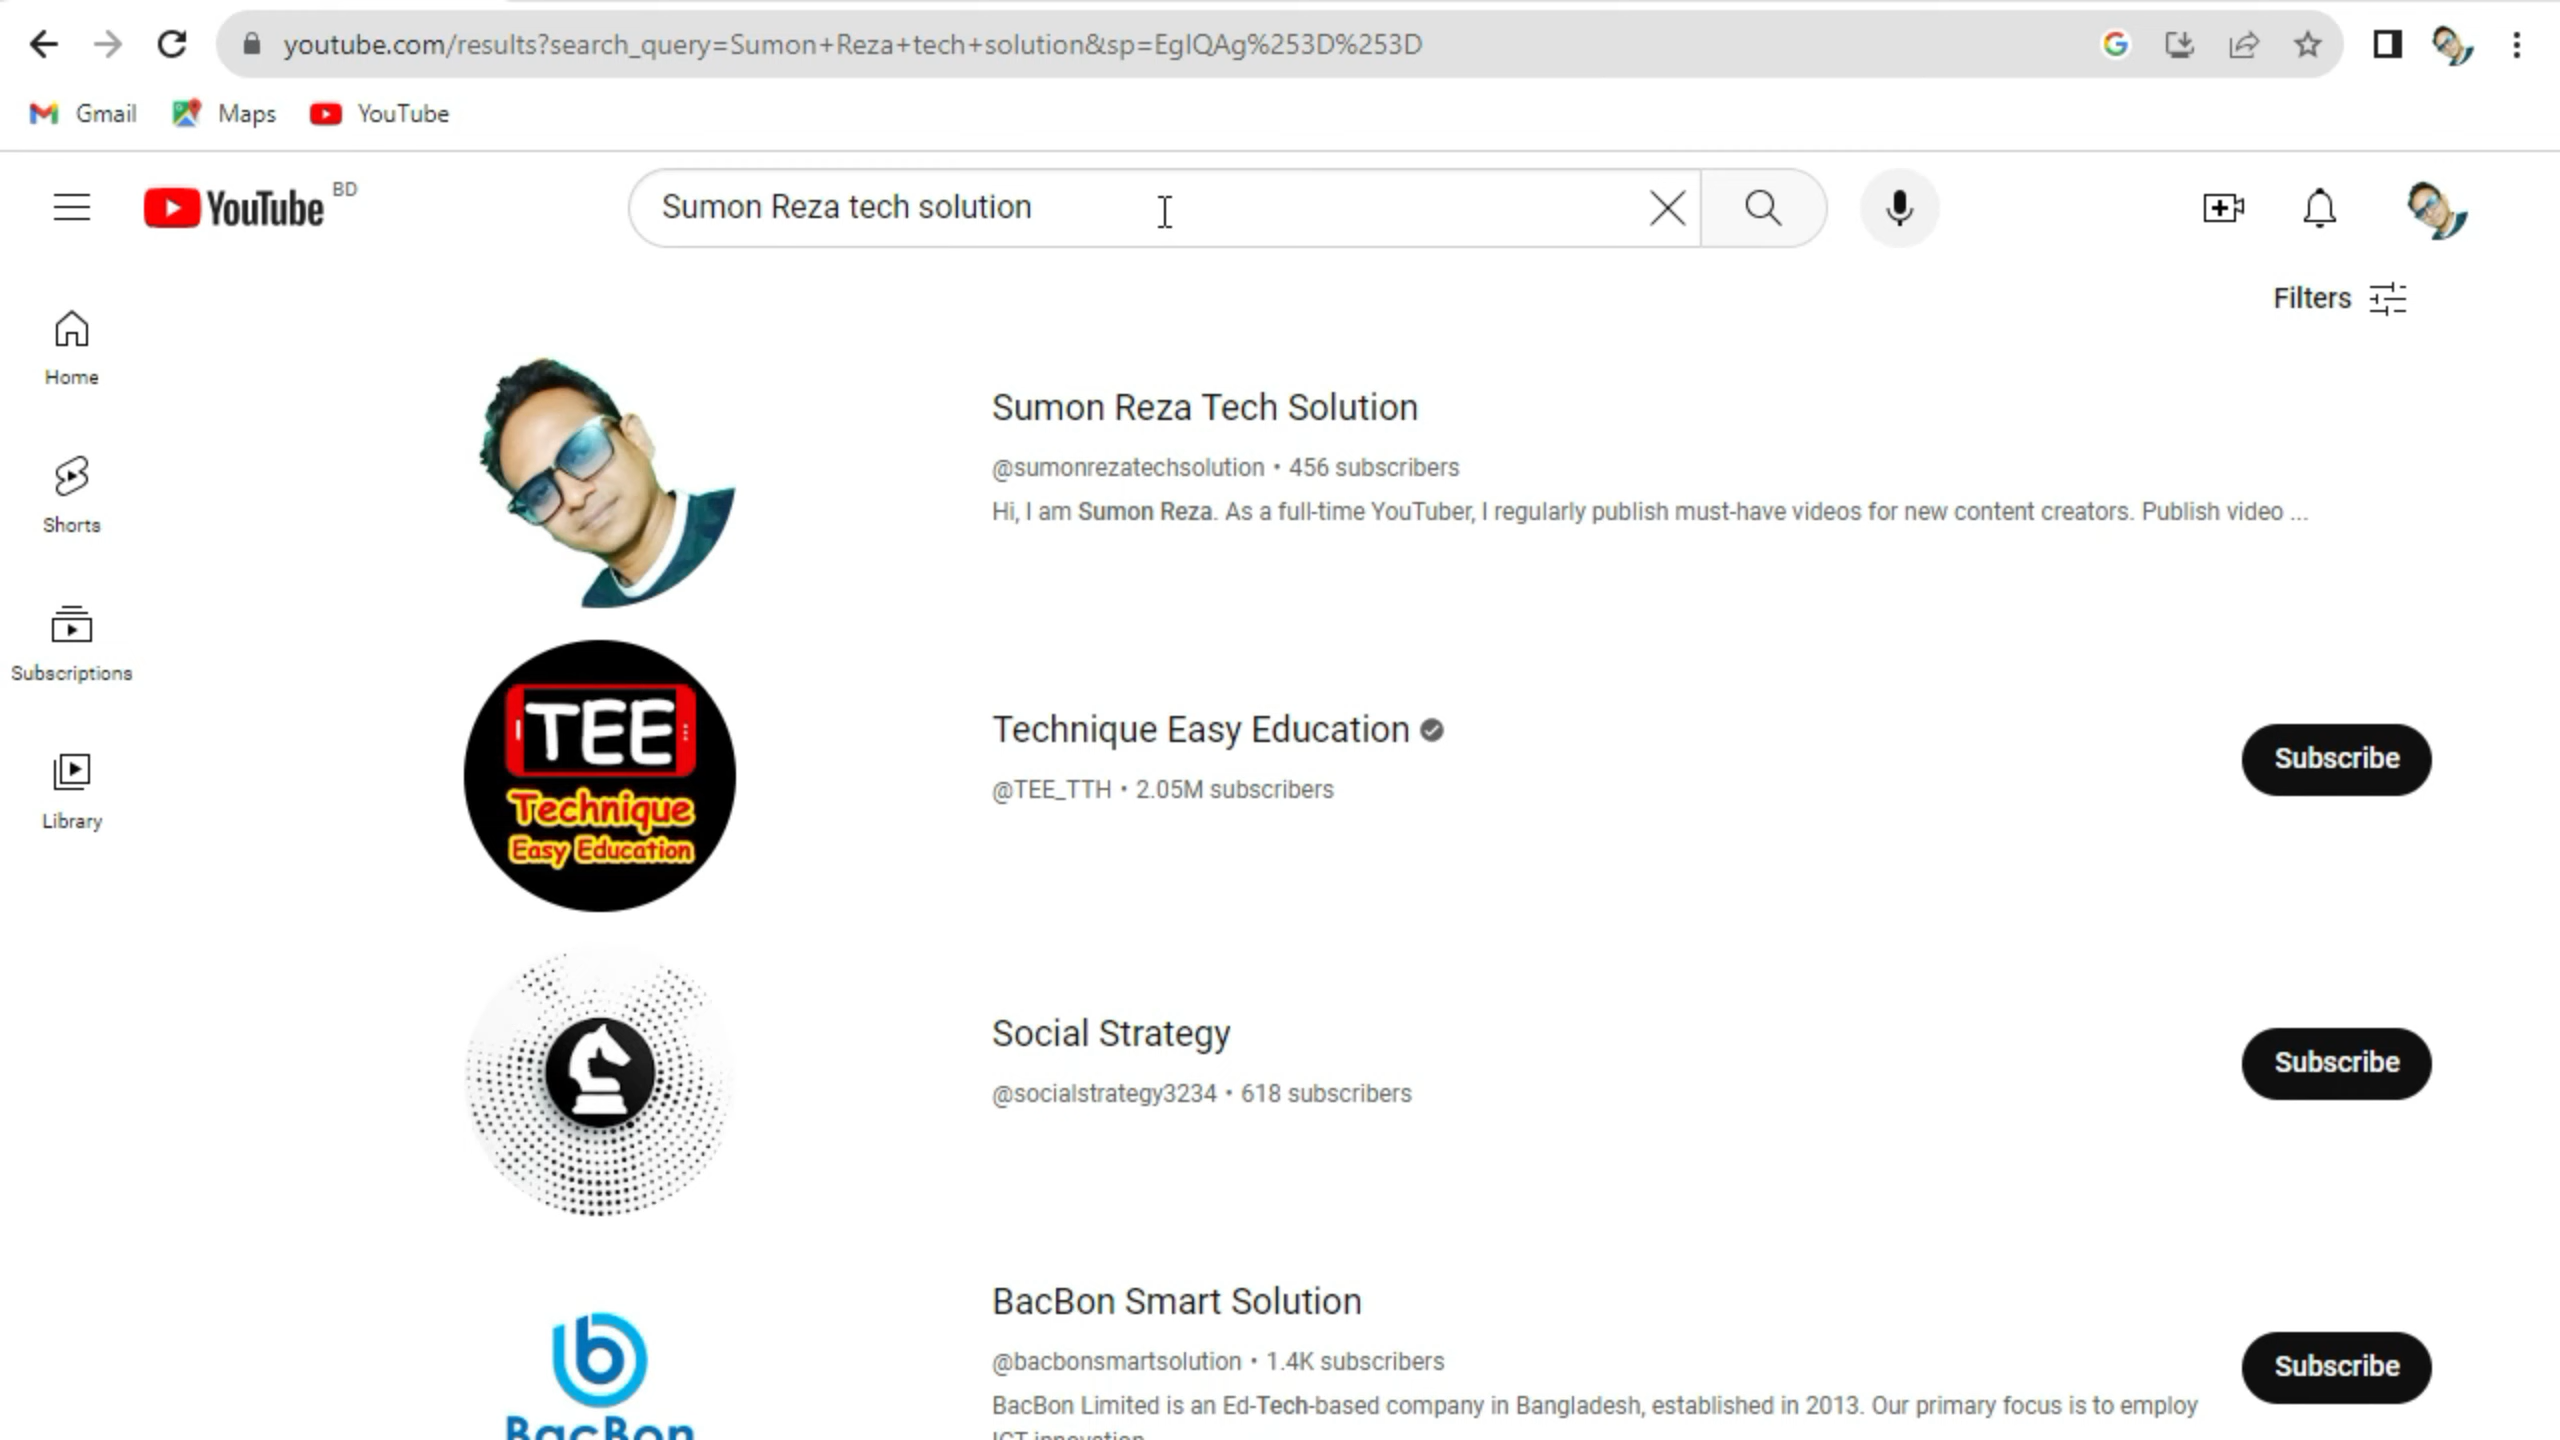 youtube.com/results?search_query=Sumon+Reza+tech+solution&sp=EgIQAg%253D%253D
Gmail Maps YouTube
YouTube BD
Sumon Reza tech solution
Filters
Home
Shorts
Subscriptions
Library
Sumon Reza Tech Solution
@sumonrezatechsolution • 456 subscribers
Hi, I am Sumon Reza. As a full-time YouTuber, I regularly publish must-have videos for new content creators. Publish video ...
TEE
Technique
Easy Education
Technique Easy Education
@TEE_TTH • 2.05M subscribers
Subscribe
Social Strategy
@socialstrategy3234 • 618 subscribers
Subscribe
BacBon
BacBon Smart Solution
@bacbonsmartsolution • 1.4K subscribers
Subscribe
BacBon Limited is an Ed-Tech-based company in Bangladesh, established in 2013. Our primary focus is to employ
ICT innovation